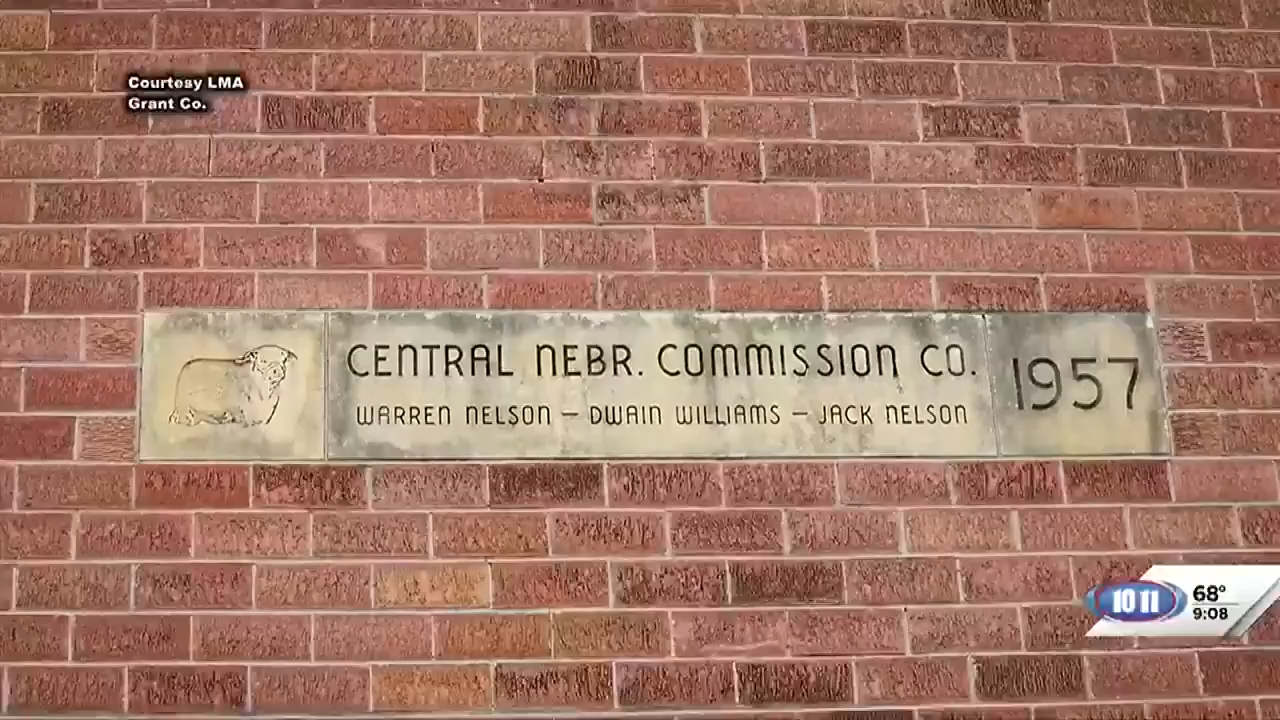 Courtesy LMA
Grant Co.
CENTRAL NEBR. COMMISSION CO.
WARREN NELSON — DWAIN WILLIAMS — JACK NELSON
1957
10 11
68°
9:08